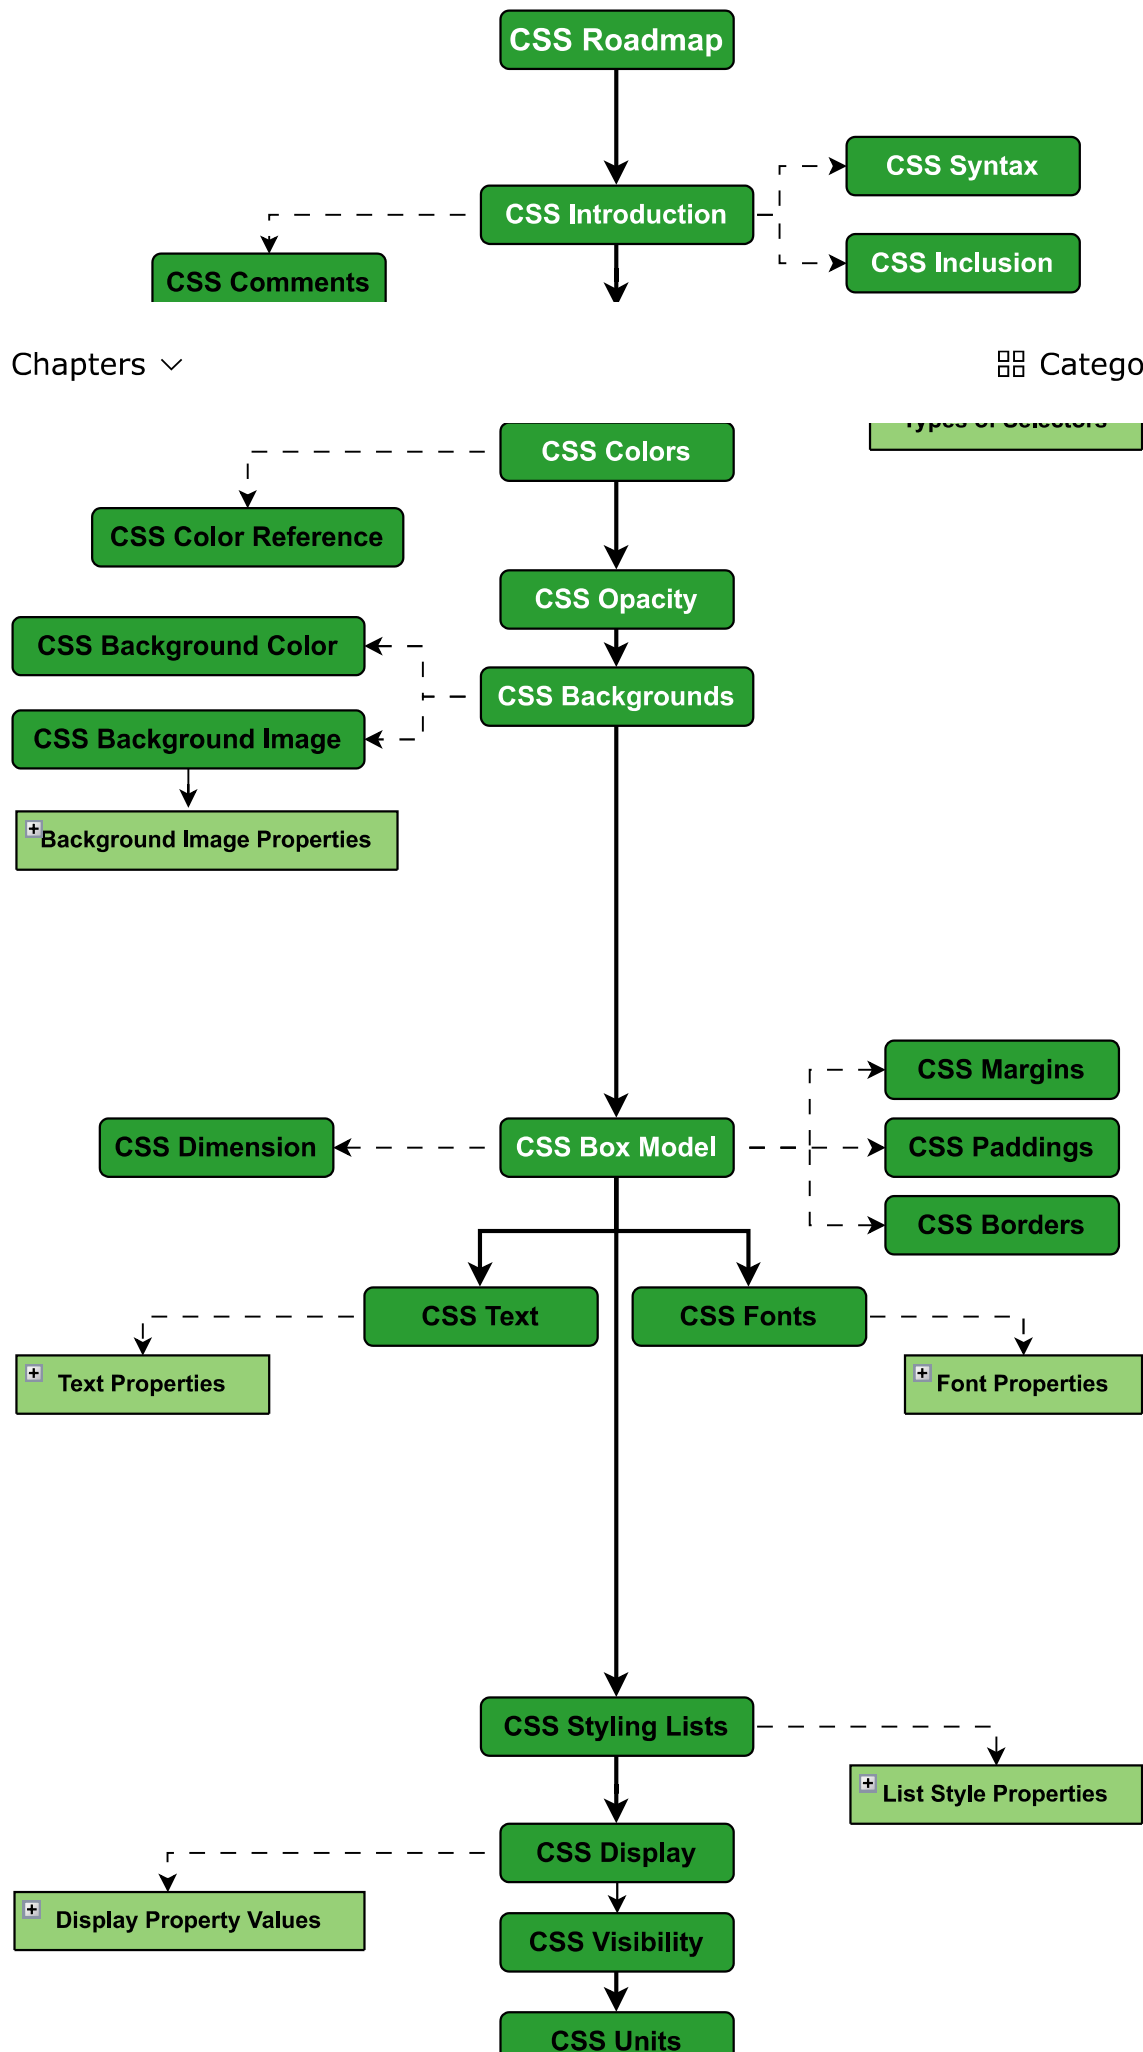 CSS Roadmap
CSS Syntax
CSS Introduction
CSS Inclusion
CSS Comments
Chapters
Catego
Types of Selectors
CSS Colors
CSS Color Reference
CSS Opacity
CSS Background Color
CSS Backgrounds
CSS Background Image
Background Image Properties
CSS Margins
CSS Dimension
CSS Box Model
CSS Paddings
CSS Borders
CSS Text
CSS Fonts
Text Properties
Font Properties
CSS Styling Lists
List Style Properties
CSS Display
Display Property Values
CSS Visibility
CSS Units